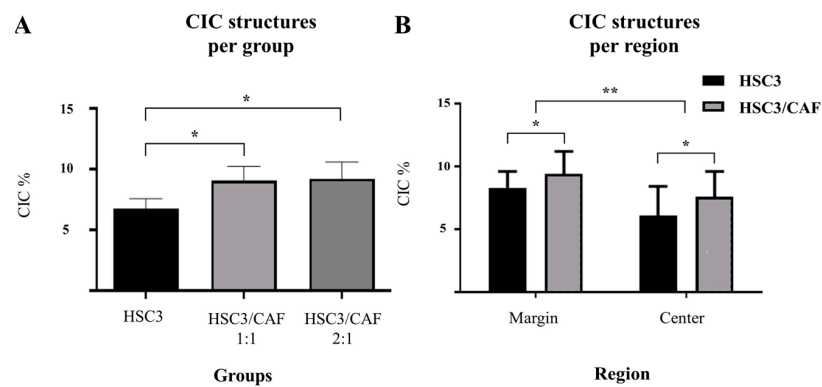 A
CIC structures
per group
15
10
5
CIC %
*
*
HSC3
HSC3/CAF
1:1
HSC3/CAF
2:1
Groups
B
CIC structures
per region
HSC3
HSC3/CAF
15
10
5
CIC %
**
*
*
Margin
Center
Region